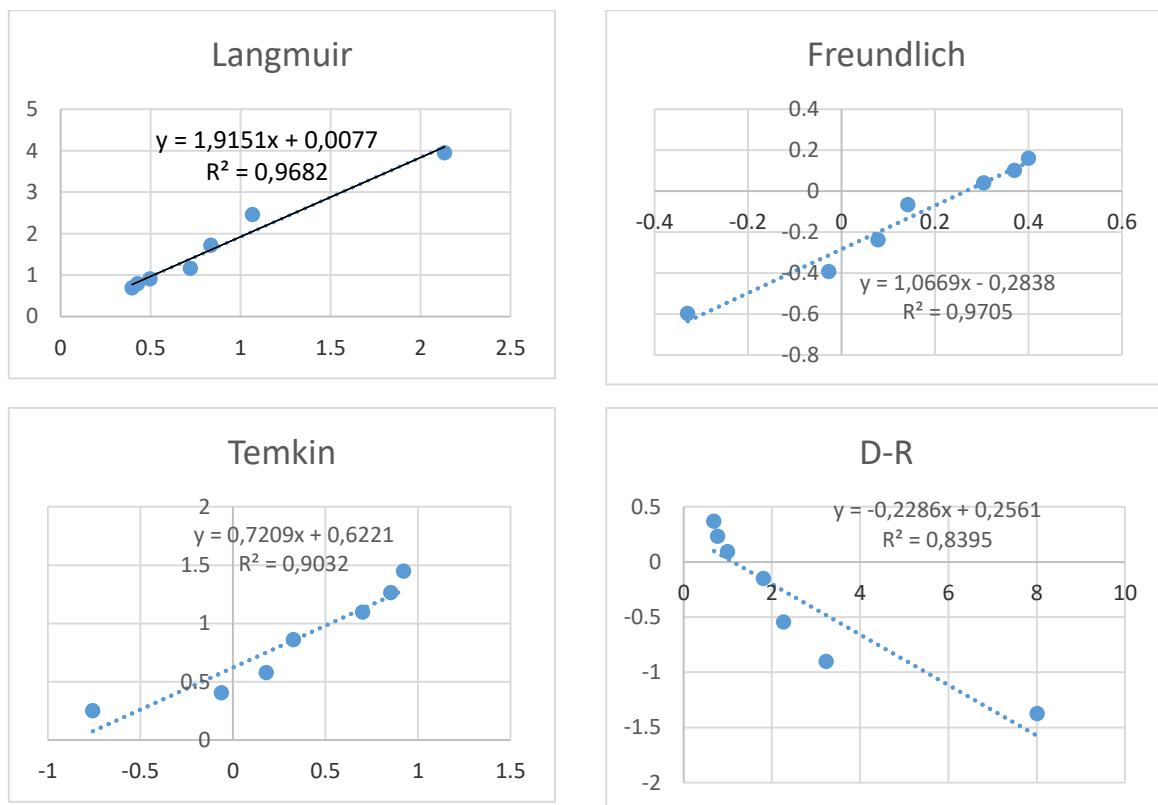 Langmuir
5
4
3
2
1
0
y = 1,9151x + 0,0077
R² = 0,9682
0 0.5 1 1.5 2 2.5
Freundlich
0.4
0.2
0
-0.2
-0.4
-0.6
-0.8
-0.4 -0.2 0 0.2 0.4 0.6
y = 1,0669x - 0,2838
R² = 0,9705
Temkin
2
1.5
1
0.5
0
y = 0,7209x + 0,6221
R² = 0,9032
-1 -0.5 0 0.5 1 1.5
D-R
0.5
0
-0.5
-1
-1.5
-2
y = -0,2286x + 0,2561
R² = 0,8395
0 2 4 6 8 10